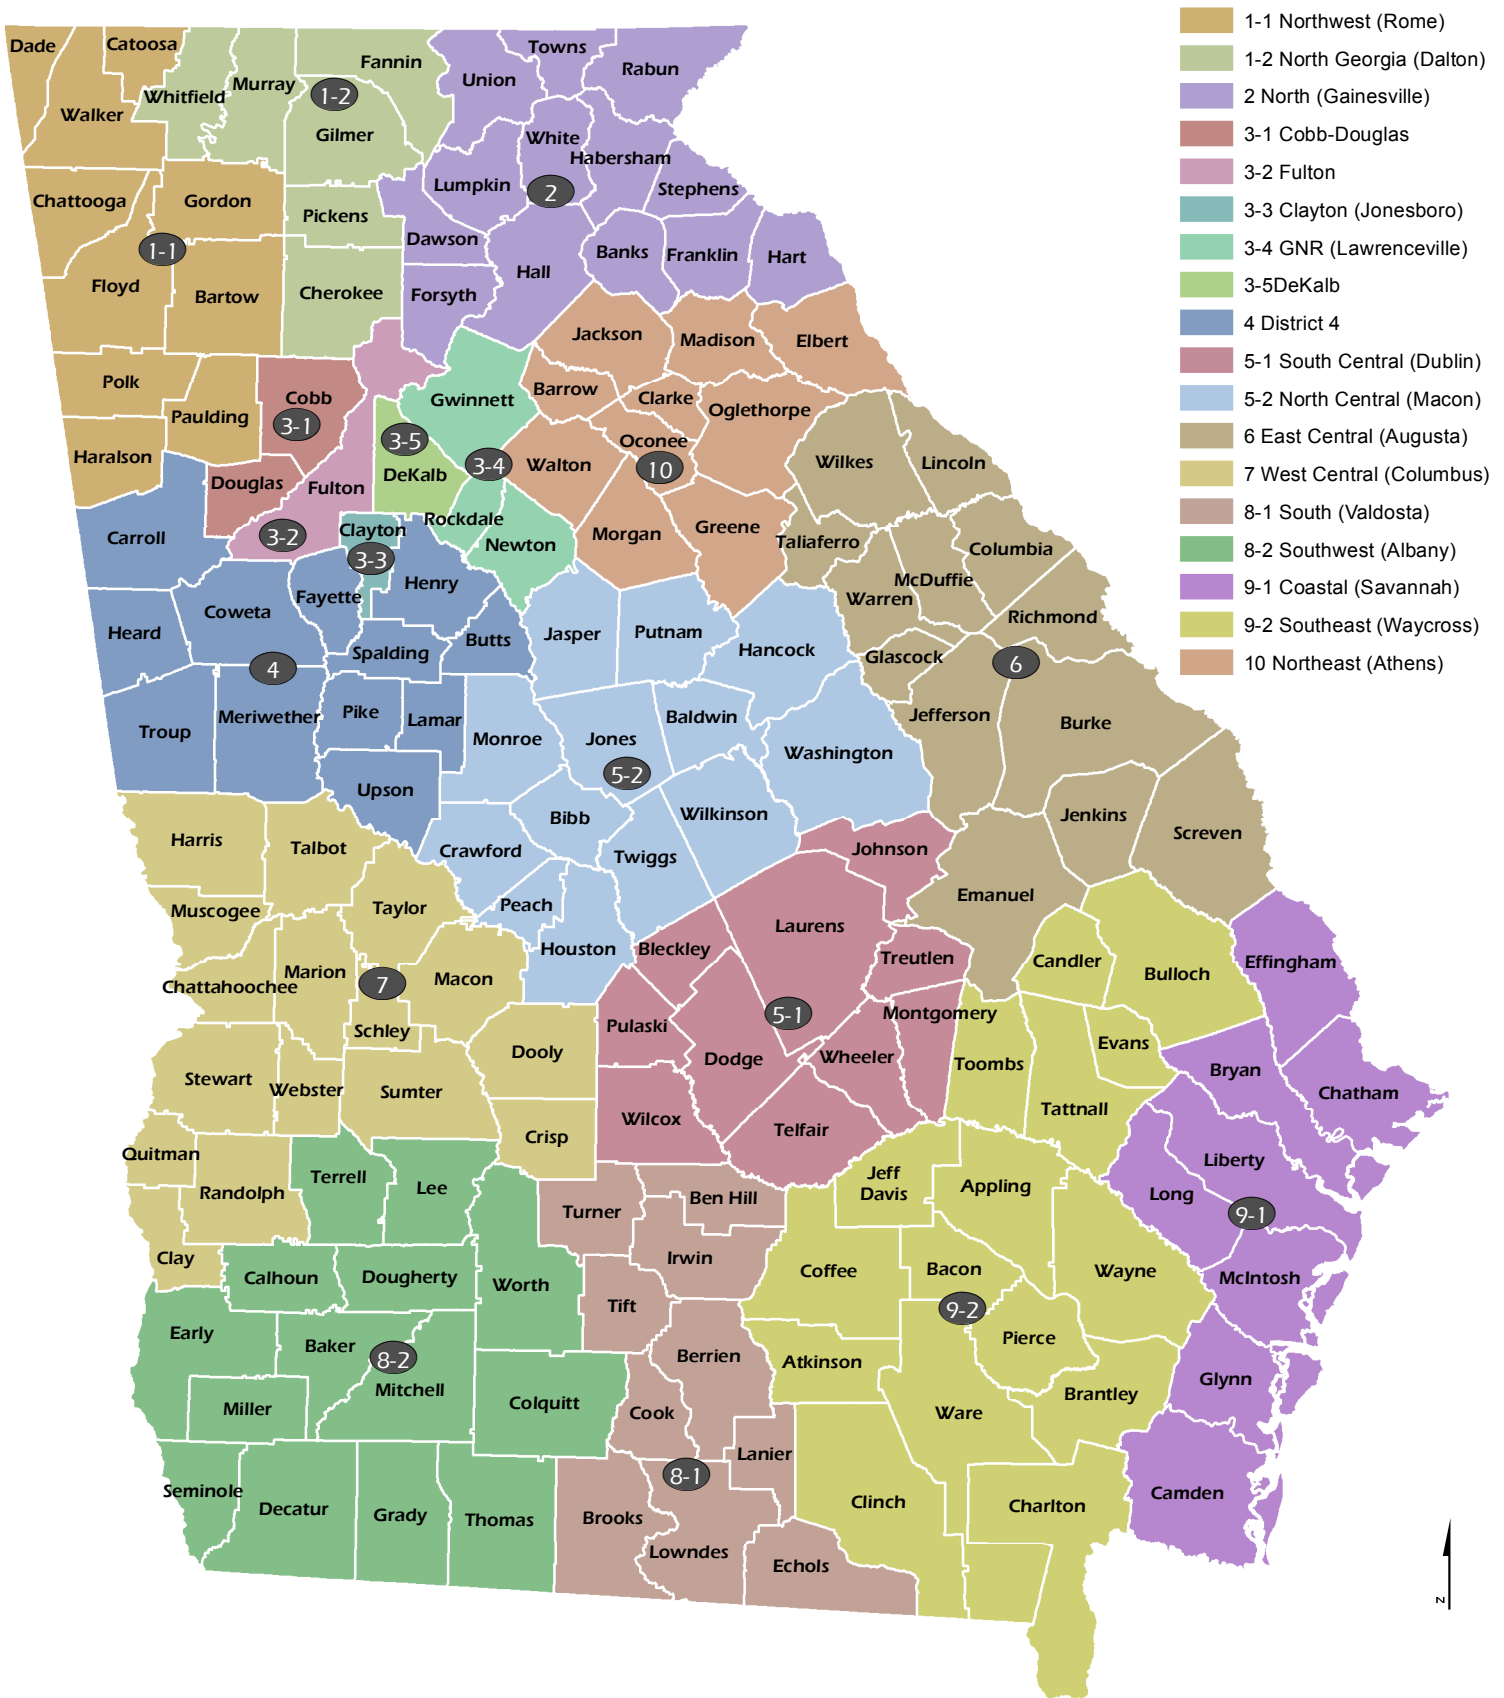 Dade
Catoosa
Walker
Whitfield
Murray
Fannin
1-2
Gilmer
Union
Towns
Rabun
White
Habersham
Lumpkin
2
Stephens
Chattooga
Gordon
Pickens
Dawson
1-1
Floyd
Bartow
Cherokee
Forsyth
Hall
Banks
Franklin
Hart
Jackson
Madison
Elbert
Polk
Paulding
Cobb
3-1
Gwinnett
Barrow
Clarke
Oglethorpe
Haralson
3-5
DeKalb
3-4
Walton
Oconee
10
Wilkes
Lincoln
Douglas
Fulton
Carroll
3-2
Clayton
3-3
Rockdale
Newton
Morgan
Greene
Taliaferro
Columbia
Henry
Fayette
Coweta
McDuffie
Warren
Richmond
Heard
4
Spalding
Butts
Jasper
Putnam
Hancock
Glascock
6
Troup
Meriwether
Pike
Lamar
Monroe
Jones
5-2
Baldwin
Washington
Jefferson
Burke
Upson
Wilkinson
Bibb
Jenkins
Screven
Harris
Talbot
Crawford
Twiggs
Johnson
Emanuel
Muscogee
Taylor
Peach
Houston
Bleckley
Laurens
Treutlen
Candler
Bulloch
Effingham
Chattahoochee
Marion
7
Macon
Schley
Dooly
Pulaski
5-1
Montgomery
Dodge
Wheeler
Toombs
Evans
Bryan
Chatham
Stewart
Webster
Sumter
Crisp
Wilcox
Telfair
Tattnall
Quitman
Randolph
Terrell
Lee
Turner
Ben Hill
Jeff
Davis
Appling
Liberty
Long
9-1
Clay
Calhoun
Dougherty
Worth
Irwin
Tift
Coffee
Bacon
9-2
Wayne
McIntosh
Early
Baker
8-2
Mitchell
Berrien
Atkinson
Pierce
Glynn
Miller
Colquitt
Cook
Ware
Brantley
Lanier
8-1
Seminole
Decatur
Grady
Thomas
Brooks
Lowndes
Echols
Clinch
Charlton
Camden
1-1 Northwest (Rome)
1-2 North Georgia (Dalton)
2 North (Gainesville)
3-1 Cobb-Douglas
3-2 Fulton
3-3 Clayton (Jonesboro)
3-4 GNR (Lawrenceville)
3-5DeKalb
4 District 4
5-1 South Central (Dublin)
5-2 North Central (Macon)
6 East Central (Augusta)
7 West Central (Columbus)
8-1 South (Valdosta)
8-2 Southwest (Albany)
9-1 Coastal (Savannah)
9-2 Southeast (Waycross)
10 Northeast (Athens)
N